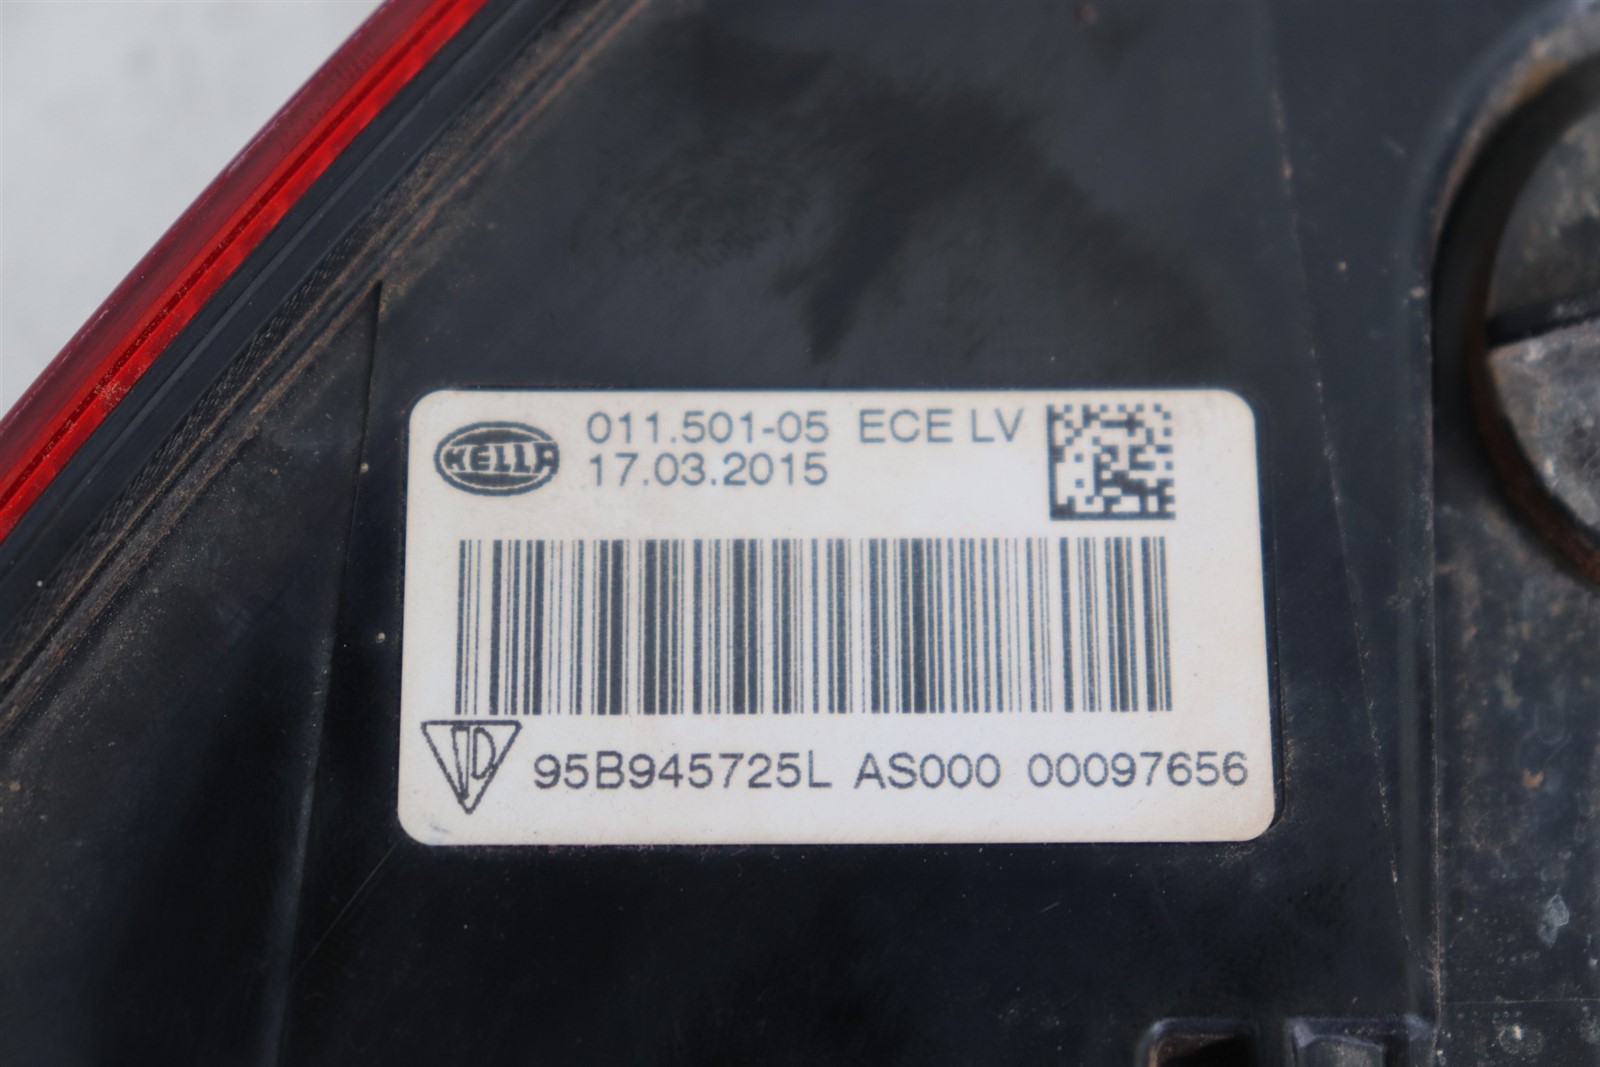 HELLA
011.501-05 ECE LV
17.03.2015
95B945725L AS000 00097656